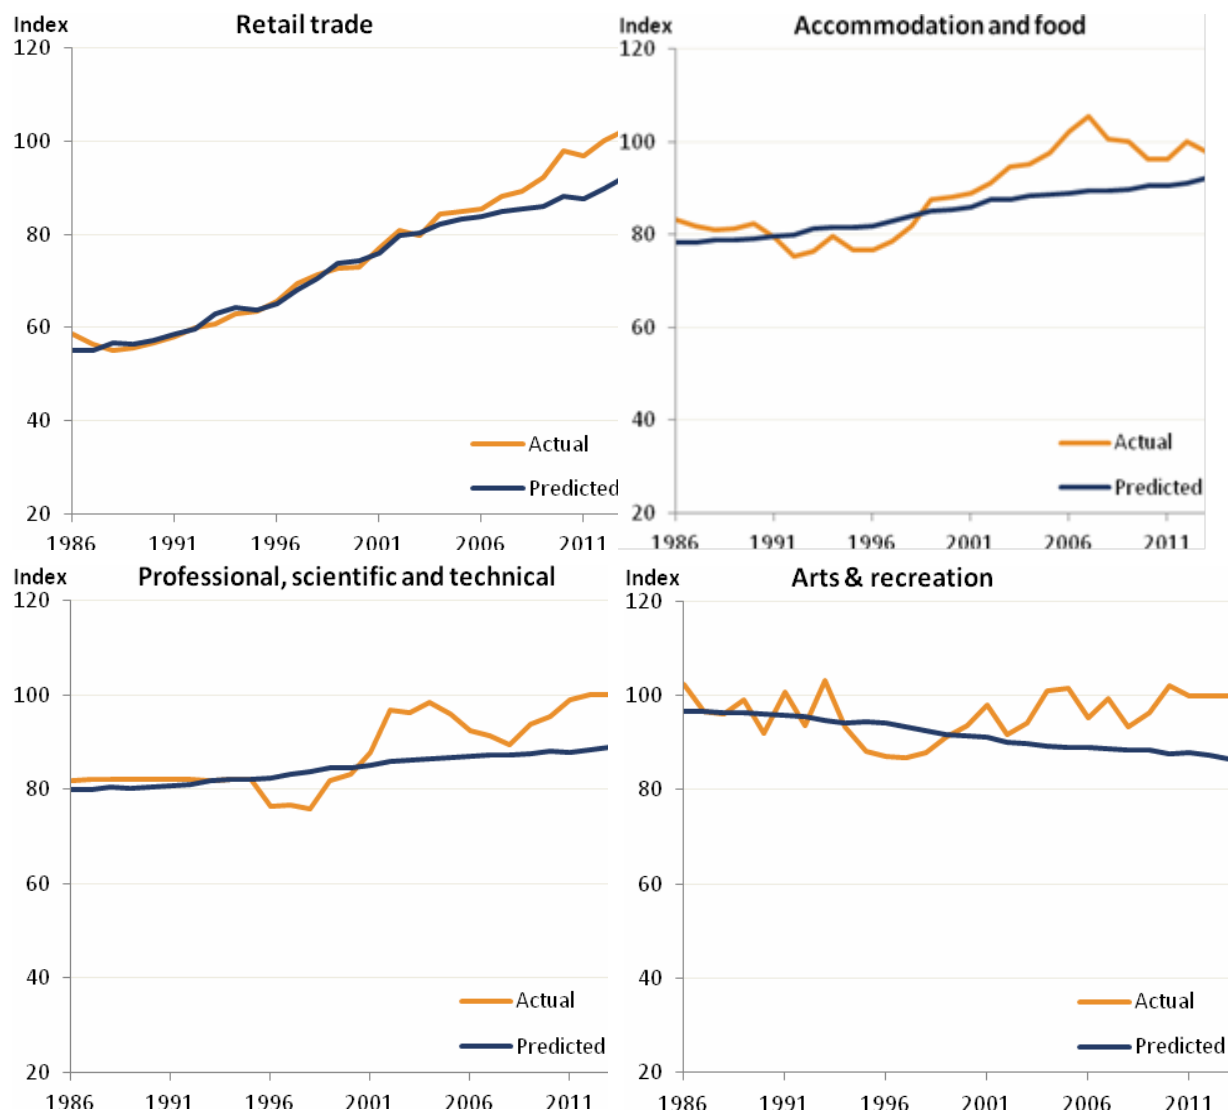 Index
Retail trade
120
100
80
60
40
20
1986 1991 1996 2001 2006 2011
Actual
Predicted
Index
Accommodation and food
120
100
80
60
40
20
1986 1991 1996 2001 2006 2011
Actual
Predicted
Index
Professional, scientific and technical
120
100
80
60
40
20
1986 1991 1996 2001 2006 2011
Actual
Predicted
Index
Arts & recreation
120
100
80
60
40
20
1986 1991 1996 2001 2006 2011
Actual
Predicted